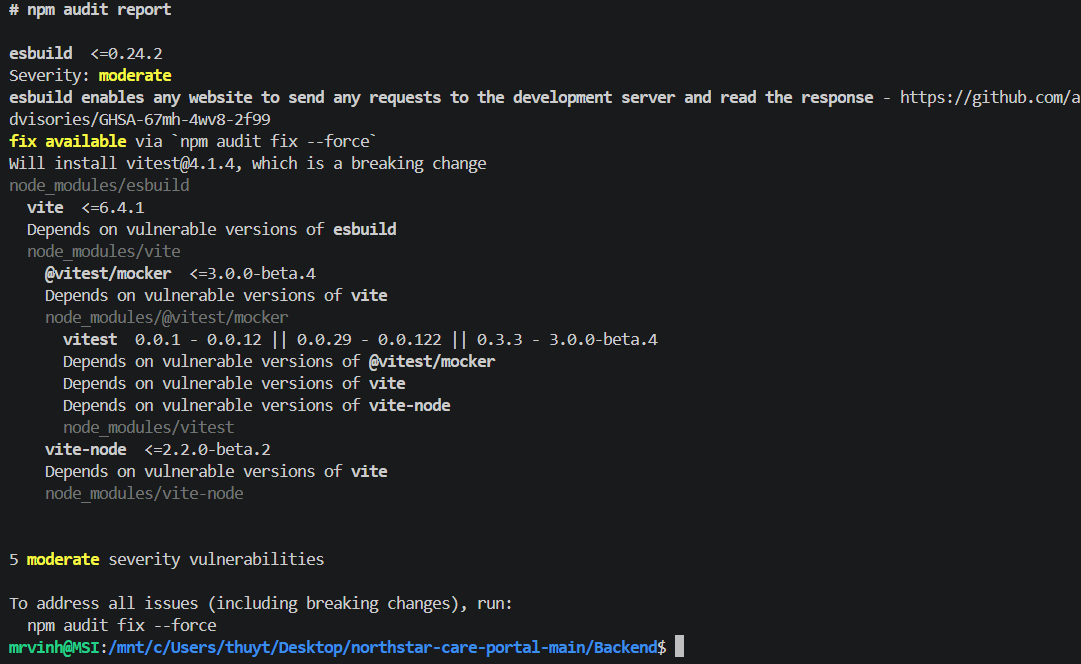 # npm audit report
esbuild  <=0.24.2
Severity: moderate
esbuild enables any website to send any requests to the development server and read the response - https://github.com/a
dvisories/GHSA-67mh-4wv8-2f99
fix available via `npm audit fix --force`
Will install vitest@4.1.4, which is a breaking change
node_modules/esbuild
  vite  <=6.4.1
  Depends on vulnerable versions of esbuild
  node_modules/vite
    @vitest/mocker  <=3.0.0-beta.4
    Depends on vulnerable versions of vite
    node_modules/@vitest/mocker
      vitest  0.0.1 - 0.0.12 || 0.0.29 - 0.0.122 || 0.3.3 - 3.0.0-beta.4
      Depends on vulnerable versions of @vitest/mocker
      Depends on vulnerable versions of vite
      Depends on vulnerable versions of vite-node
      node_modules/vitest
    vite-node  <=2.2.0-beta.2
    Depends on vulnerable versions of vite
    node_modules/vite-node
5 moderate severity vulnerabilities
To address all issues (including breaking changes), run:
  npm audit fix --force
mrvinh@MSI:/mnt/c/Users/thuyt/Desktop/northstar-care-portal-main/Backend$